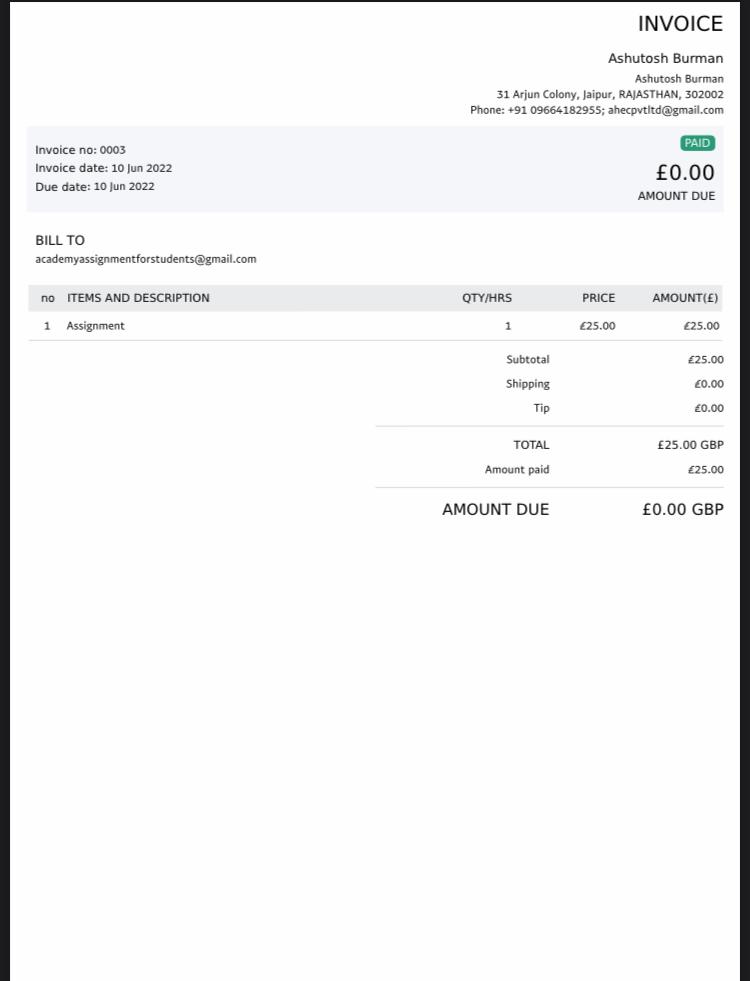 INVOICE
Ashutosh Burman
Ashutosh Burman
31 Arjun Colony, Jaipur, RAJASTHAN, 302002
Phone: +91 09664182955; ahecpvtltd@gmail.com
Invoice no: 0003
Invoice date: 10 Jun 2022
Due date: 10 Jun 2022
PAID
£0.00
AMOUNT DUE
BILL TO
academyassignmentforstudents@gmail.com
no ITEMS AND DESCRIPTION QTY/HRS PRICE AMOUNT(£)
1 Assignment 1 £25.00 £25.00
Subtotal £25.00
Shipping £0.00
Tip £0.00
TOTAL £25.00 GBP
Amount paid £25.00
AMOUNT DUE £0.00 GBP